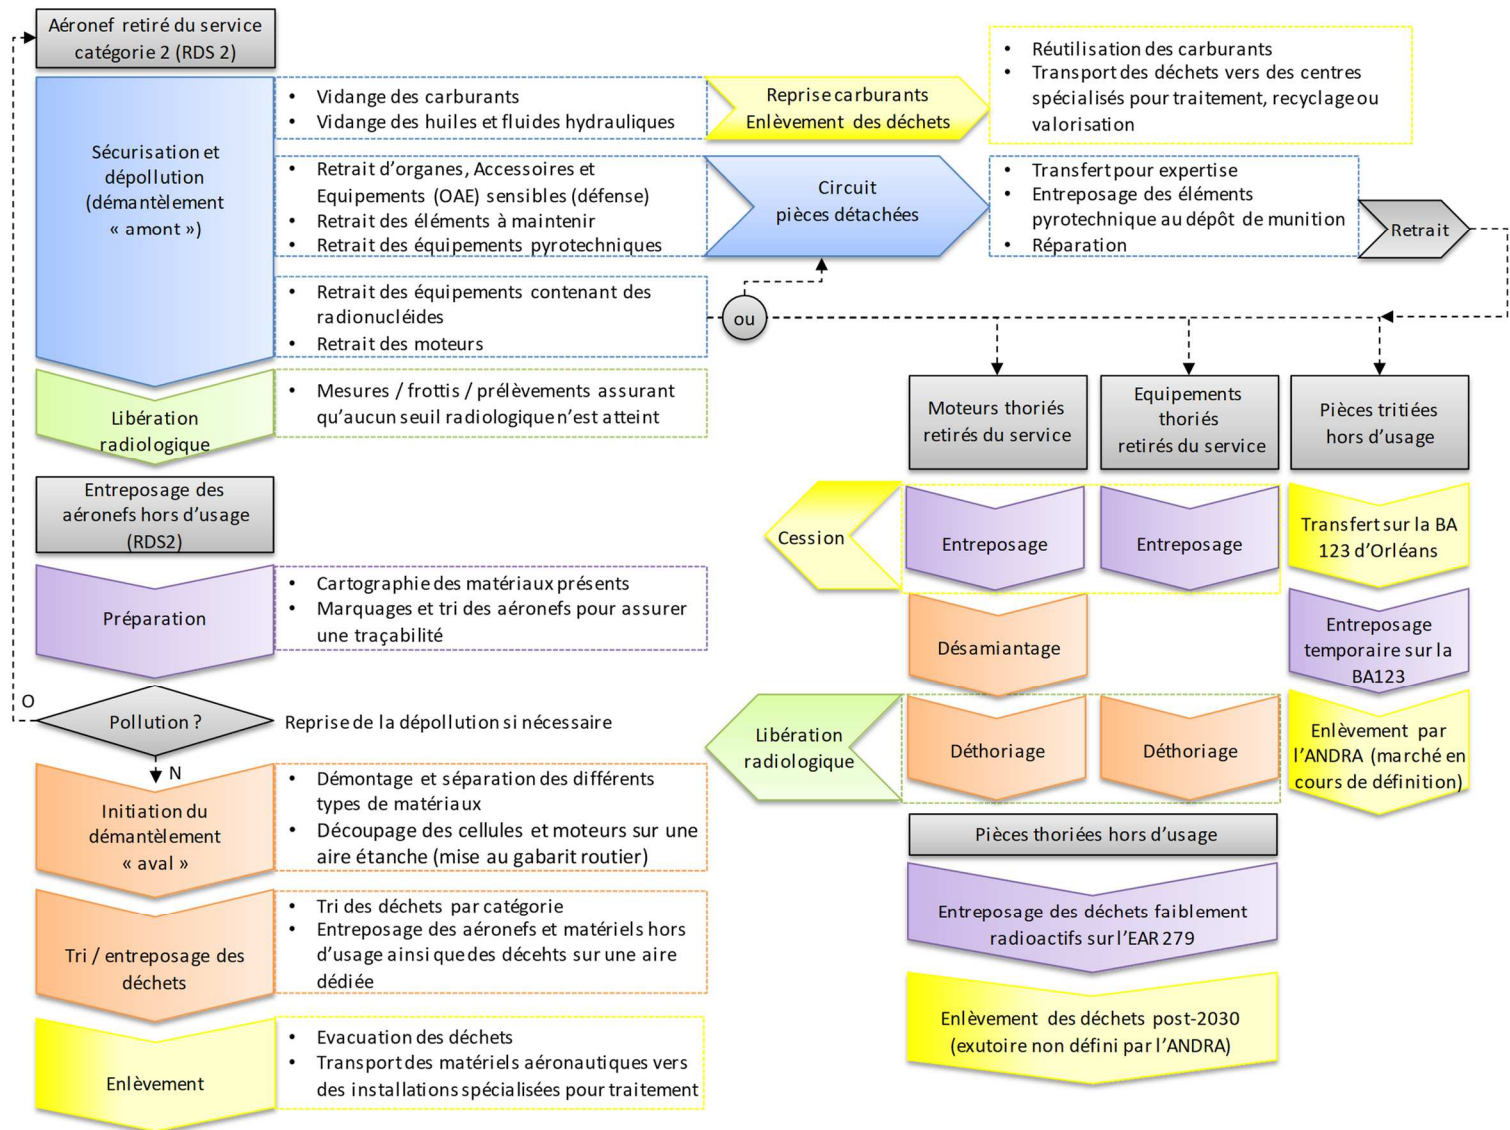 Aéronef retiré du service
catégorie 2 (RDS 2)
Sécurisation et
dépollution
(démantèlement
« amont »)
• Vidange des carburants
• Vidange des huiles et fluides hydrauliques
Reprise carburants
Enlèvement des déchets
• Réutilisation des carburants
• Transport des déchets vers des centres
spécialisés pour traitement, recyclage ou
valorisation
• Retrait d'organes, Accessoires et
Equipements (OAE) sensibles (défense)
• Retrait des éléments à maintenir
• Retrait des équipements pyrotechniques
Circuit
pièces détachées
• Transfert pour expertise
• Entreposage des éléments
pyrotechnique au dépôt de munition
• Réparation
Retrait
• Retrait des équipements contenant des
radionucléides
• Retrait des moteurs
ou
Libération
radiologique
• Mesures / frottis / prélèvements assurant
qu'aucun seuil radiologique n'est atteint
Entreposage des
aéronefs hors d'usage
(RDS2)
Préparation
• Cartographie des matériaux présents
• Marquages et tri des aéronefs pour assurer
une traçabilité
O
Pollution ?
Reprise de la dépollution si nécessaire
N
Initiation du
démantèlement
« aval »
• Démontage et séparation des différents
types de matériaux
• Découpage des cellules et moteurs sur une
aire étanche (mise au gabarit routier)
Tri / entreposage des
déchets
• Tri des déchets par catégorie
• Entreposage des aéronefs et matériels hors
d'usage ainsi que des décehts sur une aire
dédiée
Enlèvement
• Evacuation des déchets
• Transport des matériels aéronautiques vers
des installations spécialisées pour traitement
Moteurs thoriés
retirés du service
Equipements
thoriés
retirés du service
Pièces tritiées
hors d'usage
Cession
Entreposage
Entreposage
Transfert sur la BA
123 d'Orléans
Désamiantage
Entreposage
temporaire sur la
BA123
Libération
radiologique
Déthoriage
Déthoriage
Enlèvement par
l'ANDRA (marché en
cours de définition)
Pièces thoriées hors d'usage
Entreposage des déchets faiblement
radioactifs sur l'EAR 279
Enlèvement des déchets post-2030
(exutoire non défini par l'ANDRA)